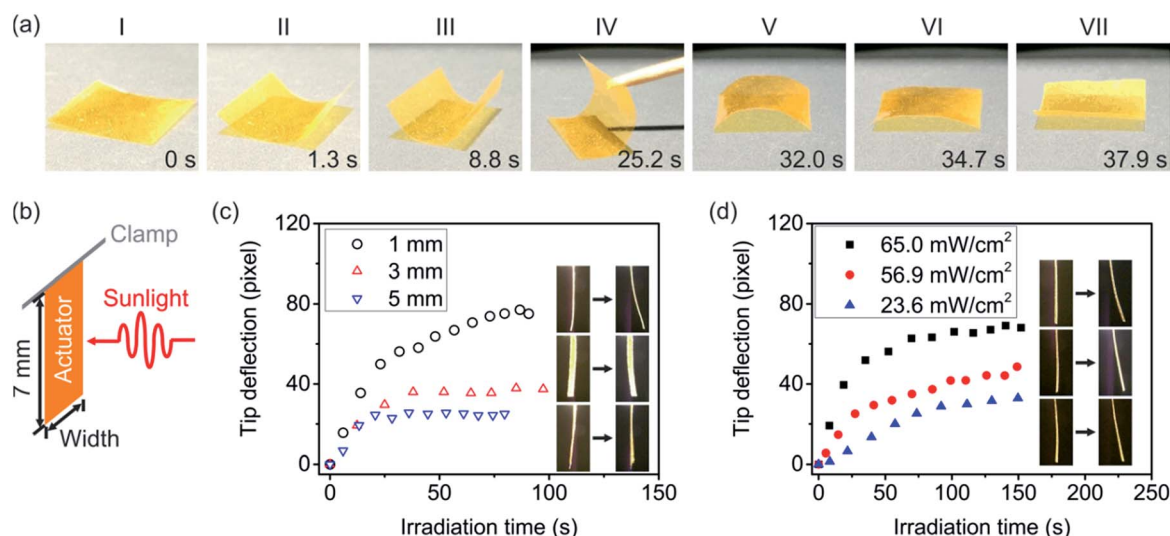 (a)
I II III IV V VI VII
0 s 1.3 s 8.8 s 25.2 s 32.0 s 34.7 s 37.9 s
(b)
Clamp
Sunlight
Actuator
7 mm
Width
(c)
120
80
40
0
Tip deflection (pixel)
1 mm
3 mm
5 mm
0 50 100 150
Irradiation time (s)
(d)
120
80
40
0
Tip deflection (pixel)
65.0 mW/cm²
56.9 mW/cm²
23.6 mW/cm²
0 50 100 150 200 250
Irradiation time (s)